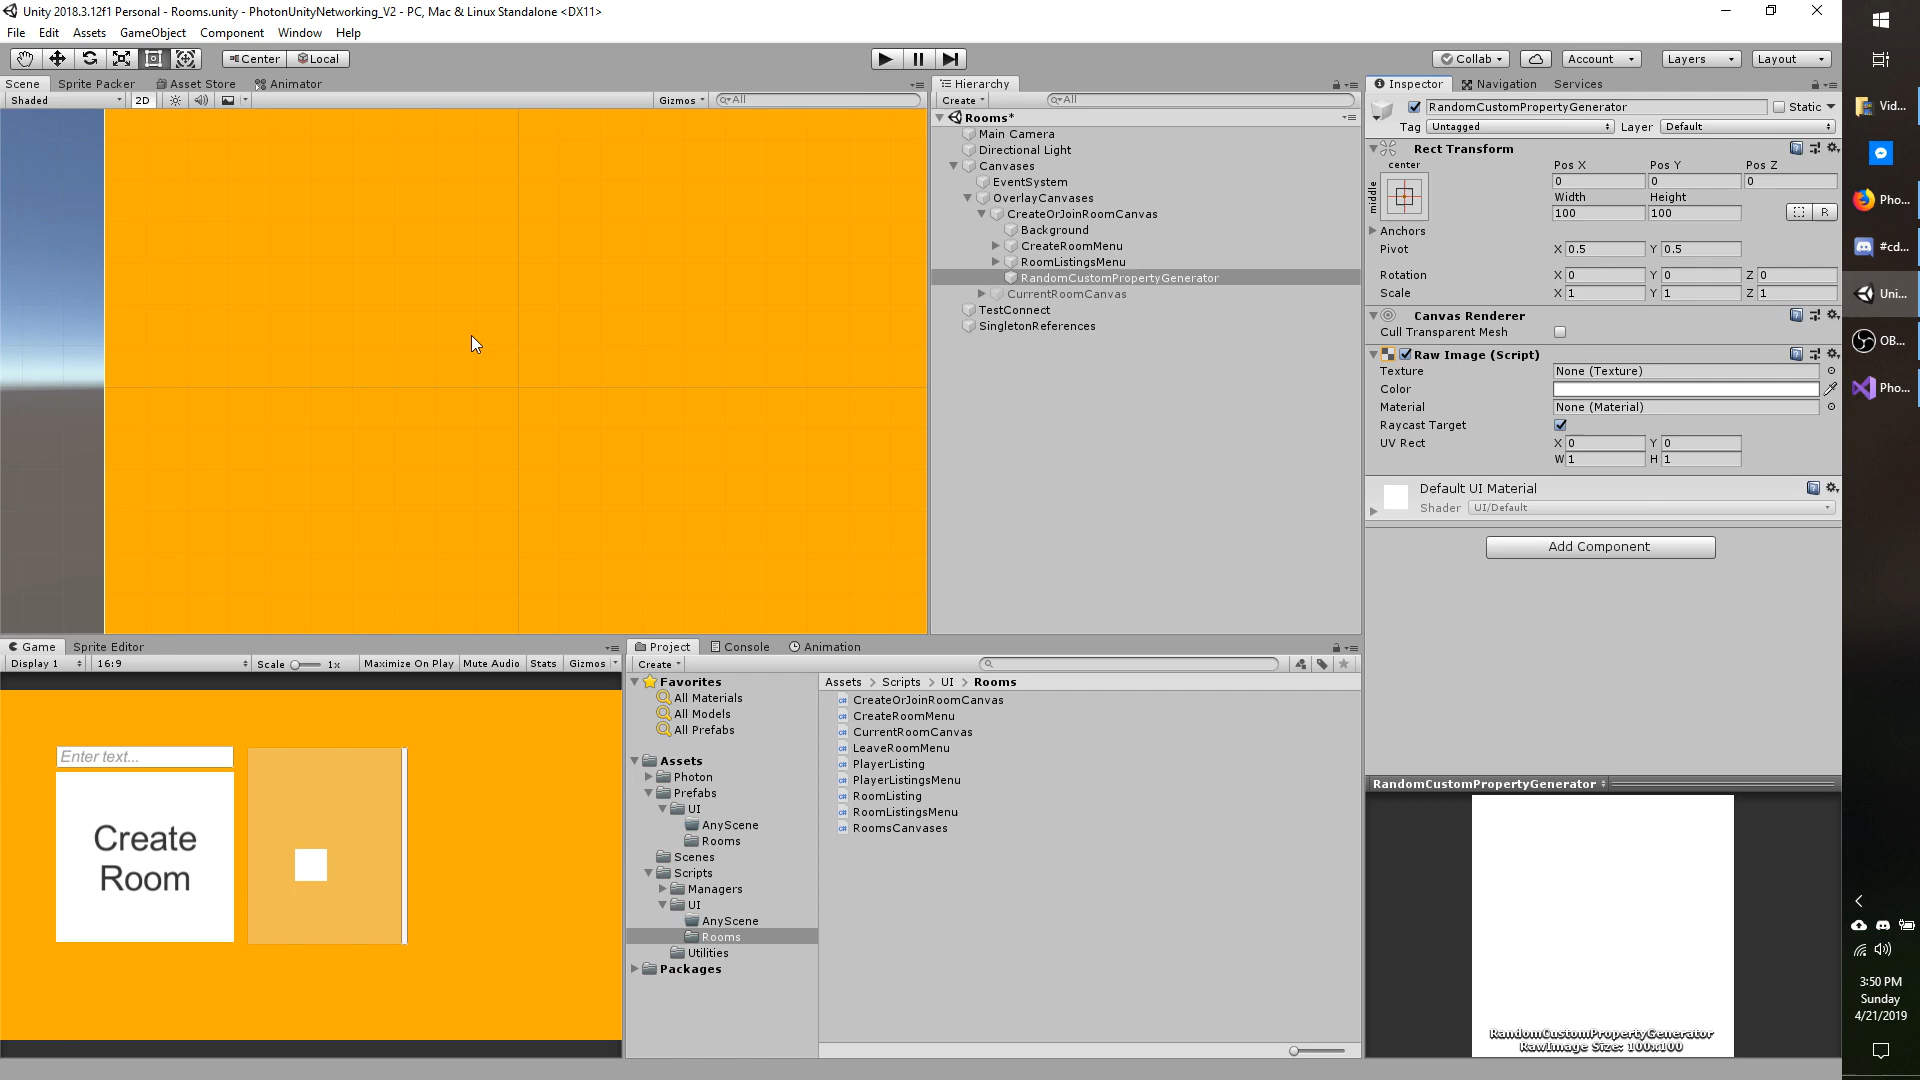 Unity 2018.3.12f1 Personal - Rooms.unity - PhotonUnityNetworking_V2 - PC, Mac & Linux Standalone <DX11>
File Edit Assets GameObject Component Window Help
Center Local Collab Account Layers Layout
Scene Sprite Packer Asset Store Animator
Shaded 2D Gizmos All
Hierarchy
Create All
Rooms*
Main Camera
Directional Light
Canvases
EventSystem
OverlayCanvases
CreateOrJoinRoomCanvas
Background
CreateRoomMenu
RoomListingsMenu
RandomCustomPropertyGenerator
CurrentRoomCanvas
TestConnect
SingletonReferences
Inspector Navigation Services
RandomCustomPropertyGenerator Static
Tag Untagged Layer Default
Rect Transform
center Pos X Pos Y Pos Z
middle 0 0 0
Width Height
100 100 R
Anchors
Pivot X 0.5 Y 0.5
Rotation X 0 Y 0 Z 0
Scale X 1 Y 1 Z 1
Canvas Renderer
Cull Transparent Mesh
Raw Image (Script)
Texture None (Texture)
Color
Material None (Material)
Raycast Target
UV Rect X 0 Y 0
W 1 H 1
Default UI Material
Shader UI/Default
Add Component
RandomCustomPropertyGenerator
RandomCustomPropertyGenerator
RawImage Size: 100x100
Game Sprite Editor
Display 1 16:9 Scale 1x Maximize On Play Mute Audio Stats Gizmos
Enter text...
Create
Room
Project Console Animation
Create
Favorites
All Materials
All Models
All Prefabs
Assets
Photon
Prefabs
UI
AnyScene
Rooms
Scenes
Scripts
Managers
UI
AnyScene
Rooms
Utilities
Packages
Assets > Scripts > UI > Rooms
CreateOrJoinRoomCanvas
CreateRoomMenu
CurrentRoomCanvas
LeaveRoomMenu
PlayerListing
PlayerListingsMenu
RoomListing
RoomListingsMenu
RoomsCanvases
Vid...
Pho...
#cd...
Uni...
OB...
Pho...
3:50 PM
Sunday
4/21/2019